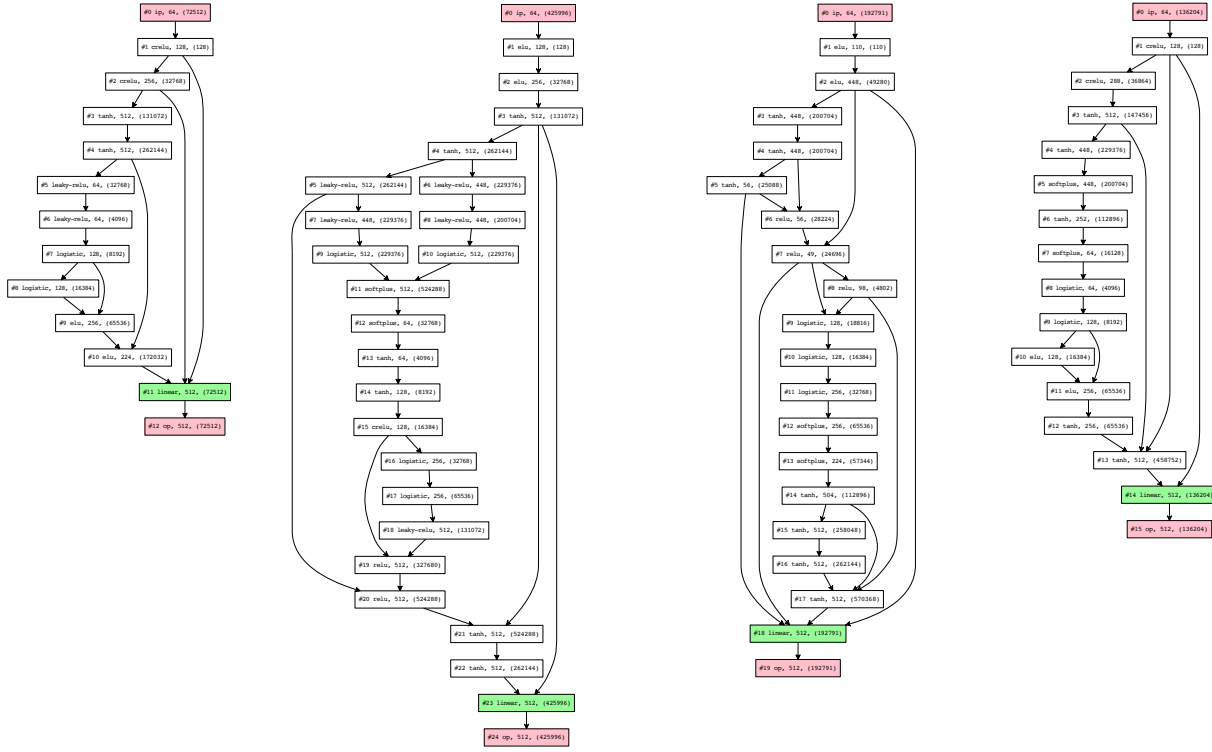 #0 ip, 64, (72512)
#1 crelu, 128, (128)
#2 crelu, 256, (32768)
#3 tanh, 512, (131072)
#4 tanh, 512, (262144)
#5 leaky-relu, 64, (32768)
#6 leaky-relu, 64, (4096)
#7 logistic, 128, (8192)
#8 logistic, 128, (16384)
#9 elu, 256, (65536)
#10 elu, 224, (172032)
#11 linear, 512, (72512)
#12 op, 512, (72512)
#0 ip, 64, (425996)
#1 elu, 128, (128)
#2 elu, 256, (32768)
#3 tanh, 512, (131072)
#4 tanh, 512, (262144)
#5 leaky-relu, 512, (262144)
#6 leaky-relu, 448, (229376)
#7 leaky-relu, 448, (229376)
#8 leaky-relu, 448, (200704)
#9 logistic, 512, (229376)
#10 logistic, 512, (229376)
#11 softplus, 512, (524288)
#12 softplus, 64, (32768)
#13 tanh, 64, (4096)
#14 tanh, 128, (8192)
#15 crelu, 128, (16384)
#16 logistic, 256, (32768)
#17 logistic, 256, (65536)
#18 leaky-relu, 512, (131072)
#19 relu, 512, (327680)
#20 relu, 512, (524288)
#21 tanh, 512, (524288)
#22 tanh, 512, (262144)
#23 linear, 512, (425996)
#24 op, 512, (425996)
#0 ip, 64, (192791)
#1 elu, 110, (110)
#2 elu, 448, (49280)
#3 tanh, 448, (200704)
#4 tanh, 448, (200704)
#5 tanh, 56, (25088)
#6 relu, 56, (28224)
#7 relu, 49, (24696)
#8 relu, 98, (4802)
#9 logistic, 128, (18816)
#10 logistic, 128, (16384)
#11 logistic, 256, (32768)
#12 softplus, 256, (65536)
#13 softplus, 224, (57344)
#14 tanh, 504, (112896)
#15 tanh, 512, (258048)
#16 tanh, 512, (262144)
#17 tanh, 512, (570368)
#18 linear, 512, (192791)
#19 op, 512, (192791)
#0 ip, 64, (136204)
#1 crelu, 128, (128)
#2 crelu, 288, (36864)
#3 tanh, 512, (147456)
#4 tanh, 448, (229376)
#5 softplus, 448, (200704)
#6 tanh, 252, (112896)
#7 softplus, 64, (16128)
#8 logistic, 64, (4096)
#9 logistic, 128, (8192)
#10 elu, 128, (16384)
#11 elu, 256, (65536)
#12 tanh, 256, (65536)
#13 tanh, 512, (458752)
#14 linear, 512, (136204)
#15 op, 512, (136204)